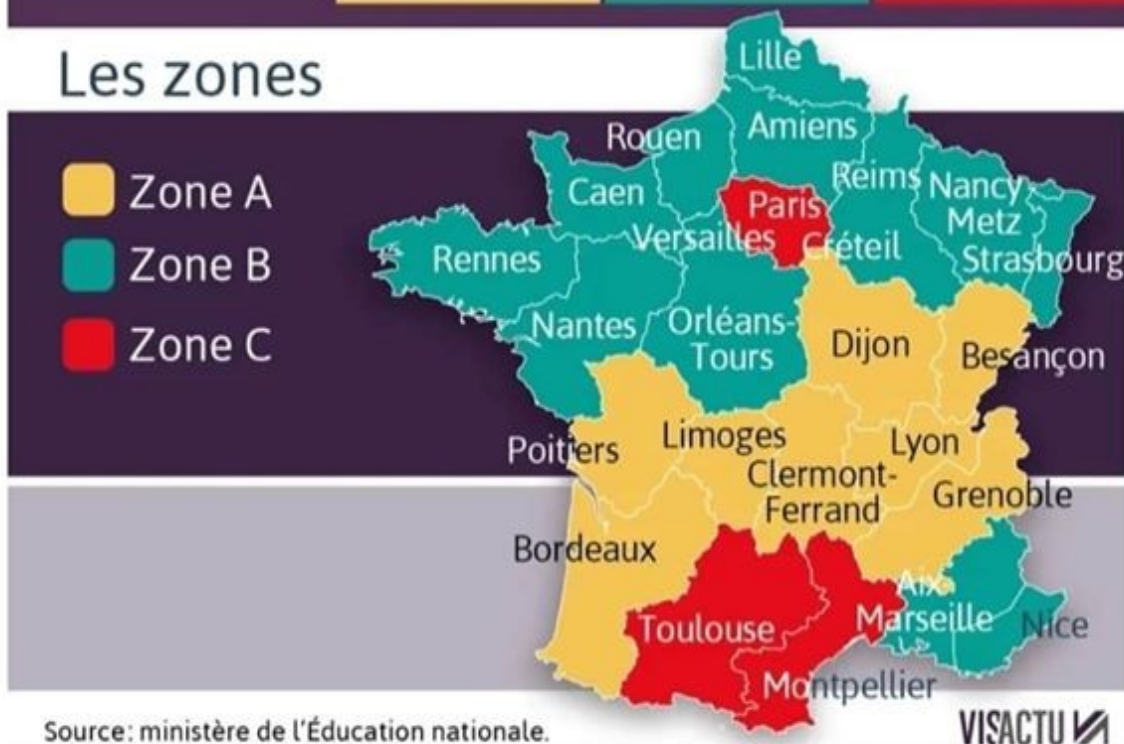 Les zones
Zone A
Zone B
Zone C
Lille
Amiens
Rouen
Caen
Reims
Nancy
Metz
Paris
Versailles
Créteil
Strasbourg
Rennes
Nantes
Orléans-
Tours
Dijon
Besançon
Poitiers
Limoges
Lyon
Clermont-
Ferrand
Grenoble
Bordeaux
Aix-
Marseille
Nice
Toulouse
Montpellier
Source: ministère de l'Éducation nationale.
VISACTU